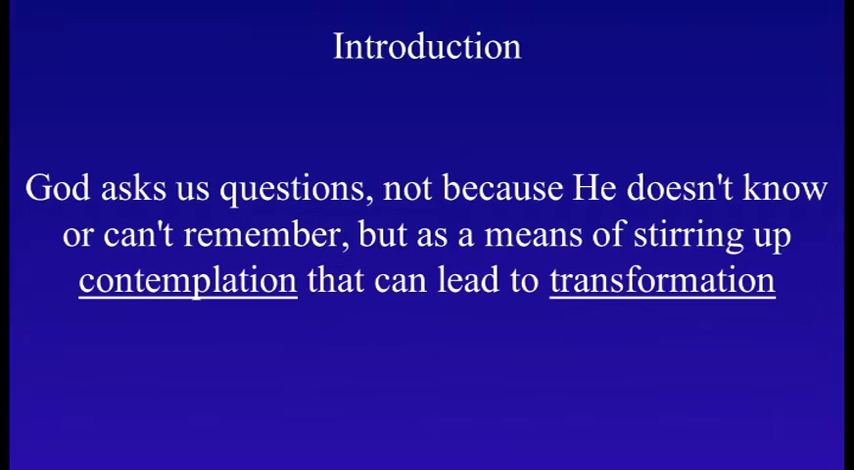 Introduction
God asks us questions, not because He doesn't know
or can't remember, but as a means of stirring up
contemplation that can lead to transformation